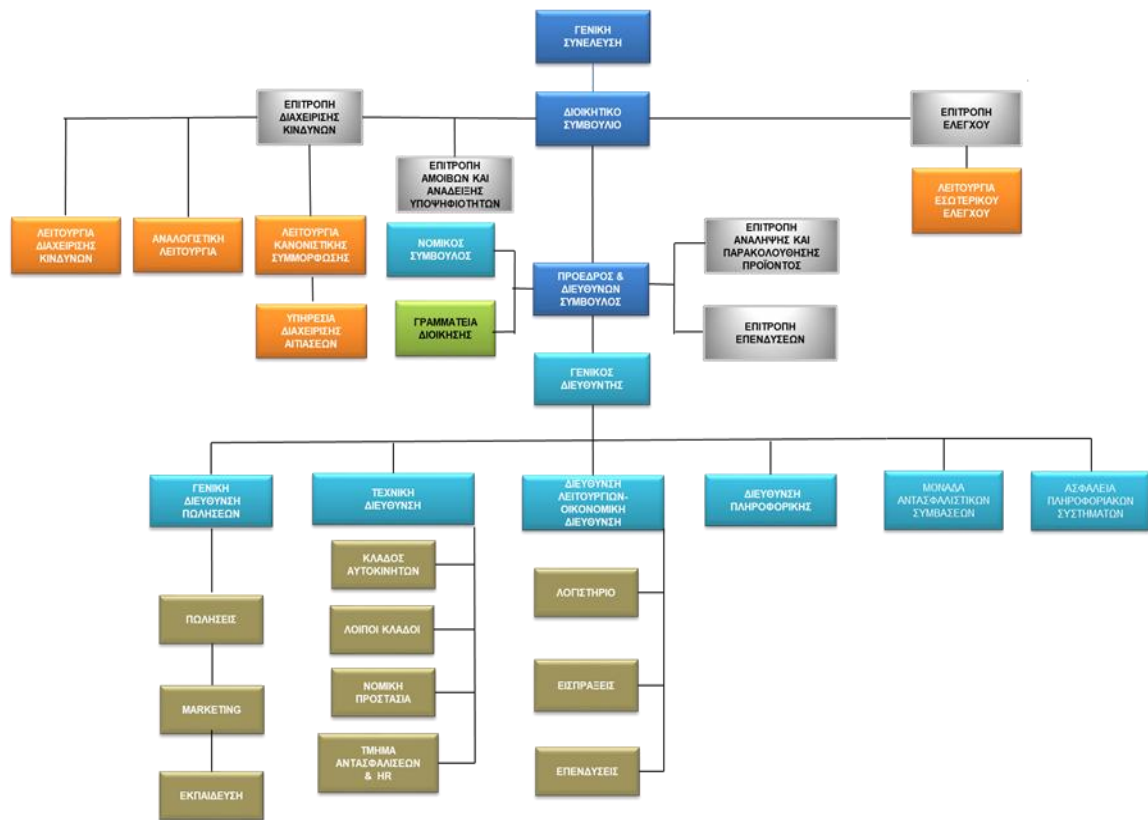 ΓΕΝΙΚΗ
ΣΥΝΕΛΕΥΣΗ
ΕΠΙΤΡΟΠΗ
ΔΙΑΧΕΙΡΙΣΗΣ
ΚΙΝΔΥΝΩΝ
ΔΙΟΙΚΗΤΙΚΟ
ΣΥΜΒΟΥΛΙΟ
ΕΠΙΤΡΟΠΗ
ΕΛΕΓΧΟΥ
ΕΠΙΤΡΟΠΗ
ΑΜΟΙΒΩΝ ΚΑΙ
ΑΝΑΔΕΙΞΗΣ
ΥΠΟΨΗΦΙΟΤΗΤΩΝ
ΛΕΙΤΟΥΡΓΙΑ
ΕΣΩΤΕΡΙΚΟΥ
ΕΛΕΓΧΟΥ
ΛΕΙΤΟΥΡΓΙΑ
ΔΙΑΧΕΙΡΙΣΗΣ
ΚΙΝΔΥΝΩΝ
ΑΝΑΛΟΓΙΣΤΙΚΗ
ΛΕΙΤΟΥΡΓΙΑ
ΛΕΙΤΟΥΡΓΙΑ
ΚΑΝΟΝΙΣΤΙΚΗΣ
ΣΥΜΜΟΡΦΩΣΗΣ
ΝΟΜΙΚΟΣ
ΣΥΜΒΟΥΛΟΣ
ΕΠΙΤΡΟΠΗ
ΑΝΑΛΗΨΗΣ ΚΑΙ
ΠΑΡΑΚΟΛΟΥΘΗΣΗΣ
ΠΡΟΪΟΝΤΟΣ
ΠΡΟΕΔΡΟΣ &
ΔΙΕΥΘΥΝΩΝ
ΣΥΜΒΟΥΛΟΣ
ΥΠΗΡΕΣΙΑ
ΔΙΑΧΕΙΡΙΣΗΣ
ΑΙΤΙΑΣΕΩΝ
ΓΡΑΜΜΑΤΕΙΑ
ΔΙΟΙΚΗΣΗΣ
ΕΠΙΤΡΟΠΗ
ΕΠΕΝΔΥΣΕΩΝ
ΓΕΝΙΚΟΣ
ΔΙΕΥΘΥΝΤΗΣ
ΓΕΝΙΚΗ
ΔΙΕΥΘΥΝΣΗ
ΠΩΛΗΣΕΩΝ
ΤΕΧΝΙΚΗ
ΔΙΕΥΘΥΝΣΗ
ΔΙΕΥΘΥΝΣΗ
ΛΕΙΤΟΥΡΓΙΩΝ-
ΟΙΚΟΝΟΜΙΚΗ
ΔΙΕΥΘΥΝΣΗ
ΔΙΕΥΘΥΝΣΗ
ΠΛΗΡΟΦΟΡΙΚΗΣ
ΜΟΝΑΔΑ
ΑΝΤΑΣΦΑΛΙΣΤΙΚΩΝ
ΣΥΜΒΑΣΕΩΝ
ΑΣΦΑΛΕΙΑ
ΠΛΗΡΟΦΟΡΙΑΚΩΝ
ΣΥΣΤΗΜΑΤΩΝ
ΠΩΛΗΣΕΙΣ
MARKETING
ΕΚΠΑΙΔΕΥΣΗ
ΚΛΑΔΟΣ
ΑΥΤΟΚΙΝΗΤΩΝ
ΛΟΙΠΟΙ ΚΛΑΔΟΙ
ΝΟΜΙΚΗ
ΠΡΟΣΤΑΣΙΑ
ΤΜΗΜΑ
ΑΝΤΑΣΦΑΛΙΣΕΩΝ
& HR
ΛΟΓΙΣΤΗΡΙΟ
ΕΙΣΠΡΑΞΕΙΣ
ΕΠΕΝΔΥΣΕΙΣ